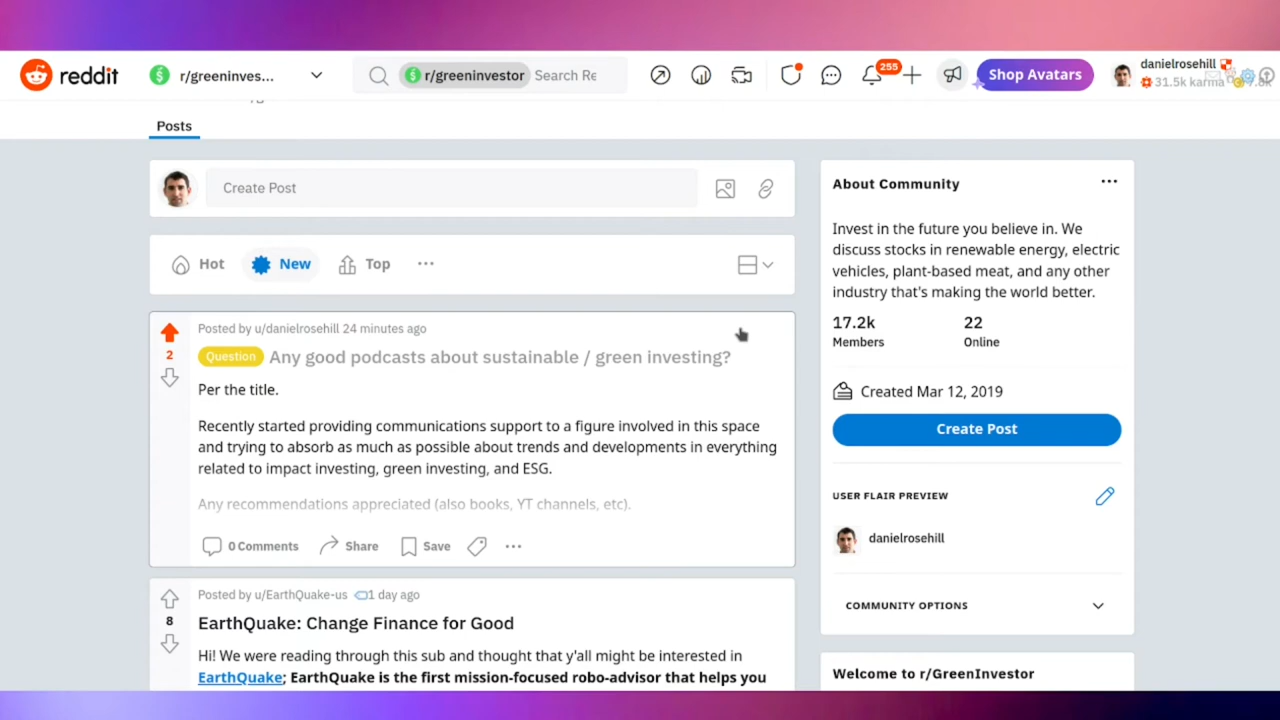 reddit
r/greeninves...
r/greeninvestor Search Re
255
Shop Avatars
danielrosehill
31.5k karma
Posts
Create Post
Hot
New
Top
Posted by u/danielrosehill 24 minutes ago
2
Question Any good podcasts about sustainable / green investing?
Per the title.
Recently started providing communications support to a figure involved in this space
and trying to absorb as much as possible about trends and developments in everything
related to impact investing, green investing, and ESG.
Any recommendations appreciated (also books, YT channels, etc).
0 Comments
Share
Save
Posted by u/EarthQuake-us 1 day ago
8
EarthQuake: Change Finance for Good
Hi! We were reading through this sub and thought that y'all might be interested in
EarthQuake; EarthQuake is the first mission-focused robo-advisor that helps you
About Community
Invest in the future you believe in. We
discuss stocks in renewable energy, electric
vehicles, plant-based meat, and any other
industry that's making the world better.
17.2k 22
Members Online
Created Mar 12, 2019
Create Post
USER FLAIR PREVIEW
danielrosehill
COMMUNITY OPTIONS
Welcome to r/GreenInvestor